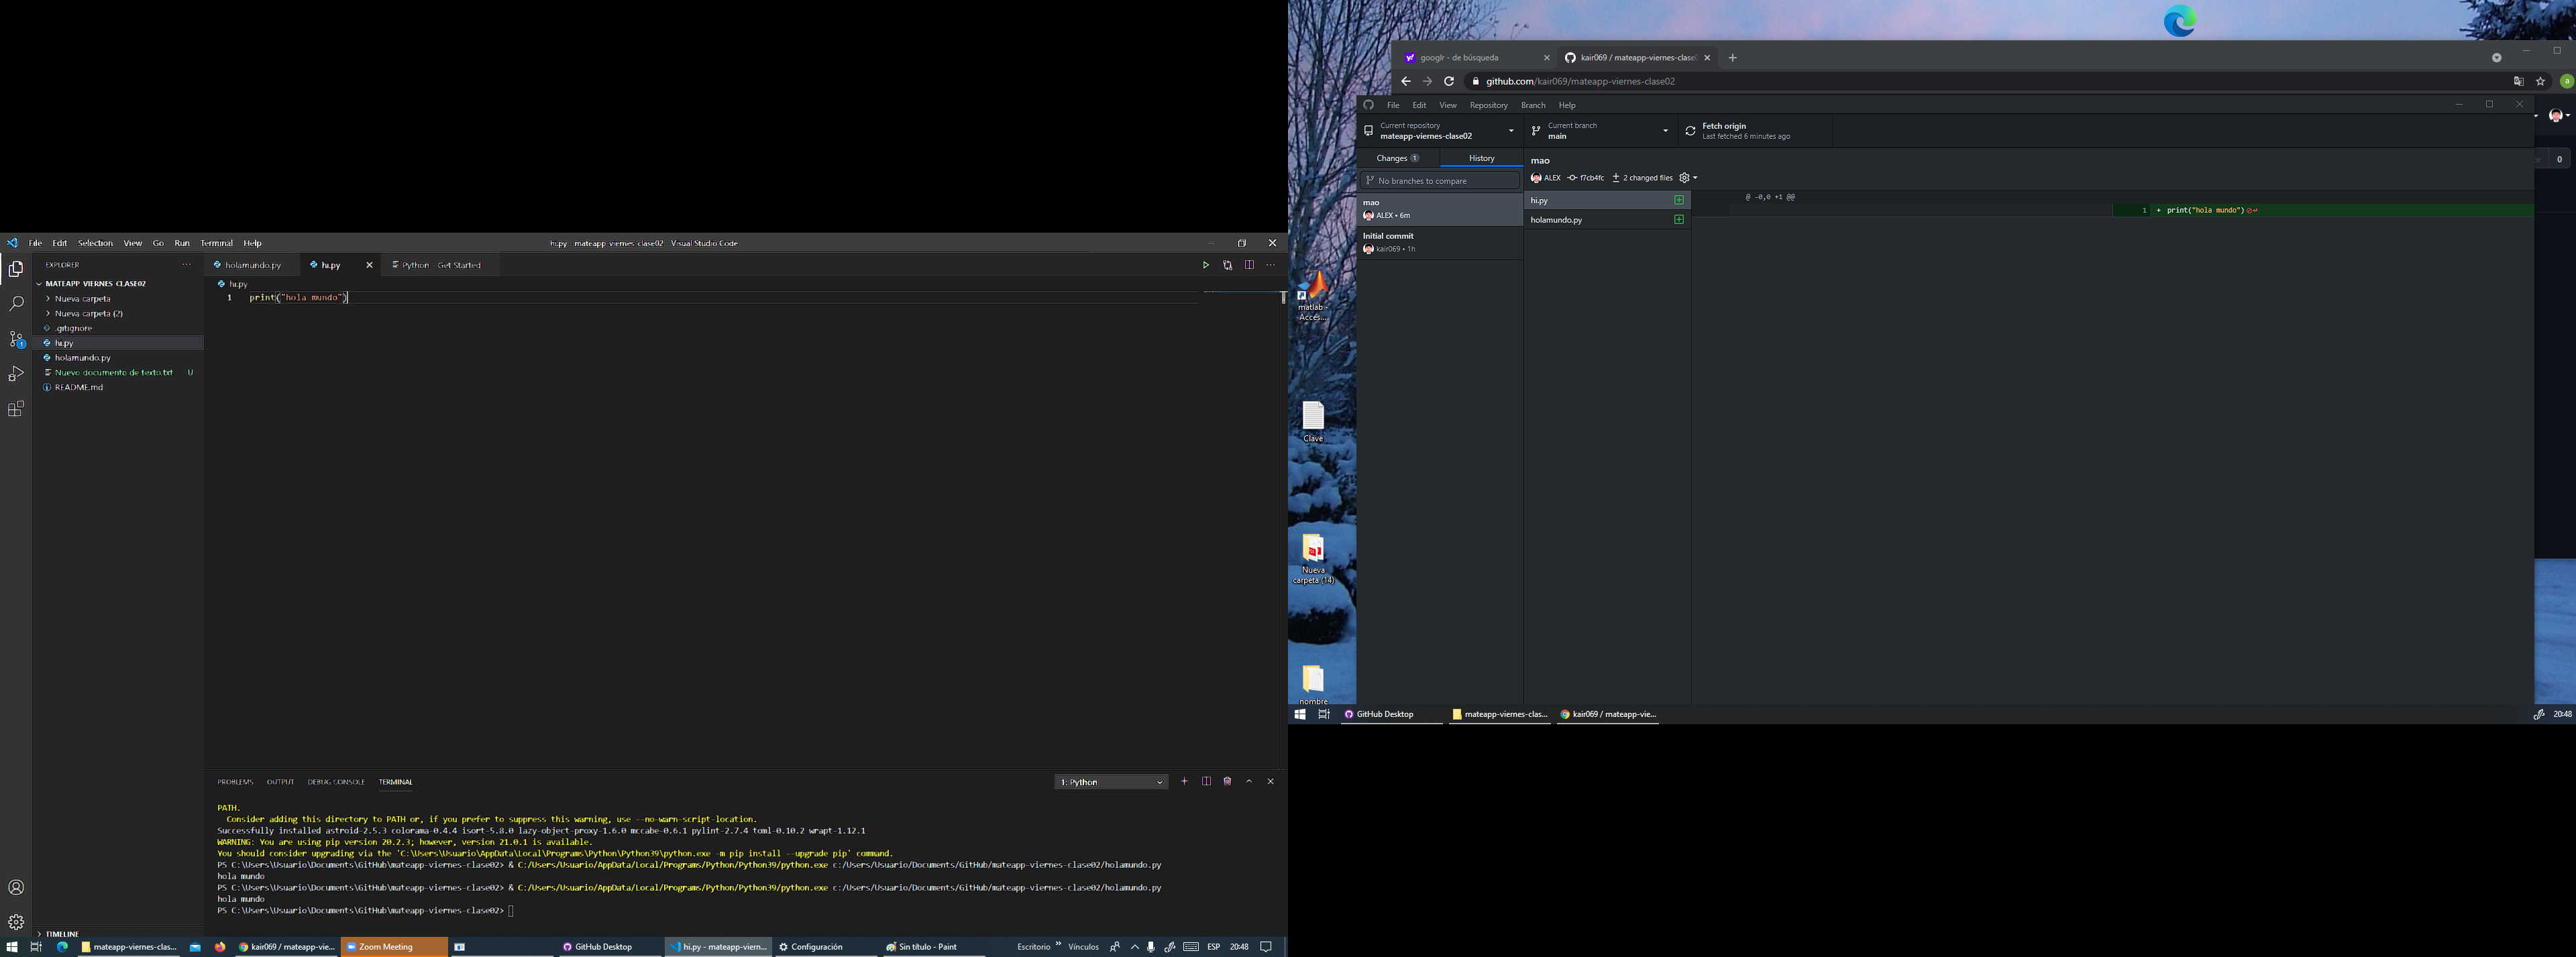 File Edit Selection View Go Run Terminal Help
hi.py - mateapp-viernes-clase02 - Visual Studio Code
EXPLORER
MATEAPP-VIERNES-CLASE02
Nueva carpeta
Nueva carpeta (2)
.gitignore
hi.py
holamundo.py
Nuevo documento de texto.txt U
README.md
TIMELINE
holamundo.py
hi.py
Python - Get Started
hi.py
1 print("hola mundo")
PROBLEMS OUTPUT DEBUG CONSOLE TERMINAL
1: Python
PATH.
Consider adding this directory to PATH or, if you prefer to suppress this warning, use --no-warn-script-location.
Successfully installed astroid-2.5.3 colorama-0.4.4 isort-5.8.0 lazy-object-proxy-1.6.0 mccabe-0.6.1 pylint-2.7.4 toml-0.10.2 wrapt-1.12.1
WARNING: You are using pip version 20.2.3; however, version 21.0.1 is available.
You should consider upgrading via the 'C:\Users\Usuario\AppData\Local\Programs\Python\Python39\python.exe -m pip install --upgrade pip' command.
PS C:\Users\Usuario\Documents\GitHub\mateapp-viernes-clase02> & C:/Users/Usuario/AppData/Local/Programs/Python/Python39/python.exe c:/Users/Usuario/Documents/GitHub/mateapp-viernes-clase02/holamundo.py
hola mundo
PS C:\Users\Usuario\Documents\GitHub\mateapp-viernes-clase02> & C:/Users/Usuario/AppData/Local/Programs/Python/Python39/python.exe c:/Users/Usuario/Documents/GitHub/mateapp-viernes-clase02/holamundo.py
hola mundo
PS C:\Users\Usuario\Documents\GitHub\mateapp-viernes-clase02>
mateapp-viernes-clas...
kair069 / mateapp-vie...
Zoom Meeting
GitHub Desktop
hi.py - mateapp-viern...
Configuración
Sin título - Paint
Escritorio
Vínculos
ESP
20:48
googlr - de búsqueda
kair069 / mateapp-viernes-clase0
github.com/kair069/mateapp-viernes-clase02
a
File Edit View Repository Branch Help
Current repository
mateapp-viernes-clase02
Current branch
main
Fetch origin
Last fetched 6 minutes ago
0
Changes 1
History
No branches to compare
mao
ALEX • 6m
Initial commit
kair069 • 1h
mao
ALEX f7cb4fc 2 changed files
hi.py
holamundo.py
@ -0,0 +1 @@
1 + print("hola mundo")
matlab -
Acces...
Clave
Nueva
carpeta (14)
nombre
GitHub Desktop
mateapp-viernes-clas...
kair069 / mateapp-vie...
20:48